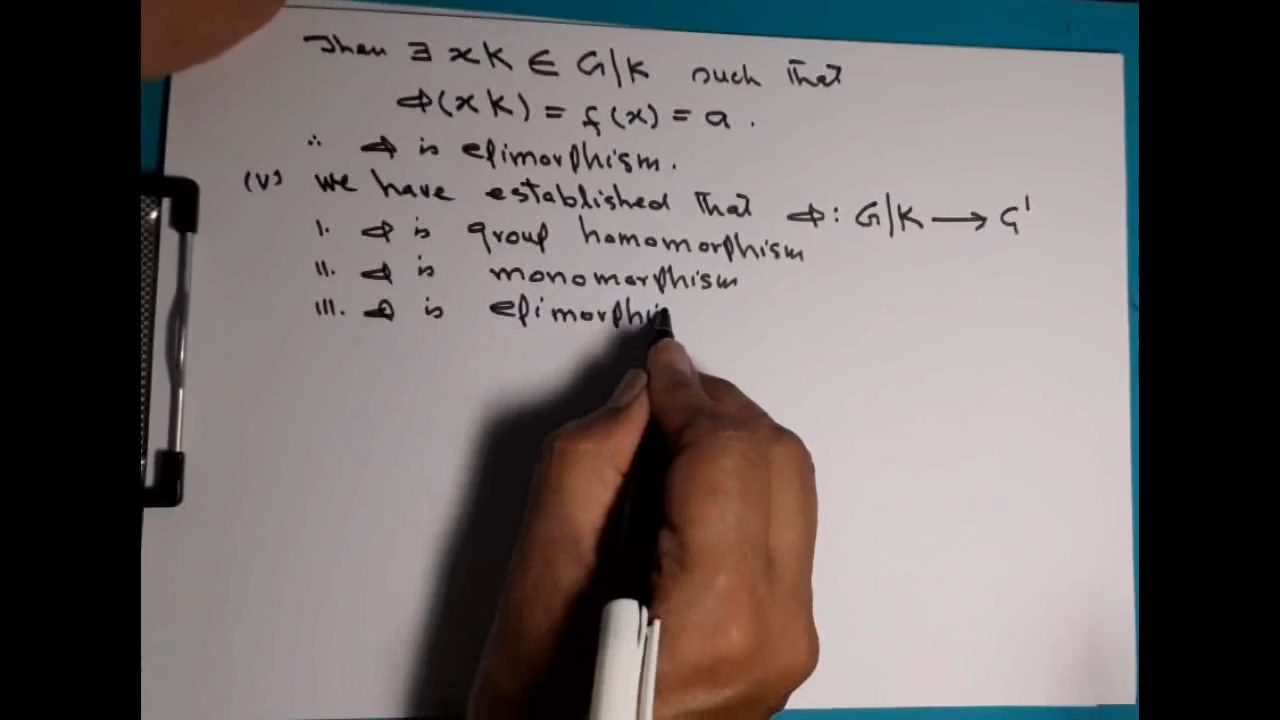 Then ∃ xK ∈ G/K such that
ϕ(xK) = f(x) = a.
∴ ϕ is epimorphism.
(V) we have established that ϕ: G/K ⟶ G'
I. ϕ is group homomorphism
II. ϕ is monomorphism
III. ϕ is epimorphi